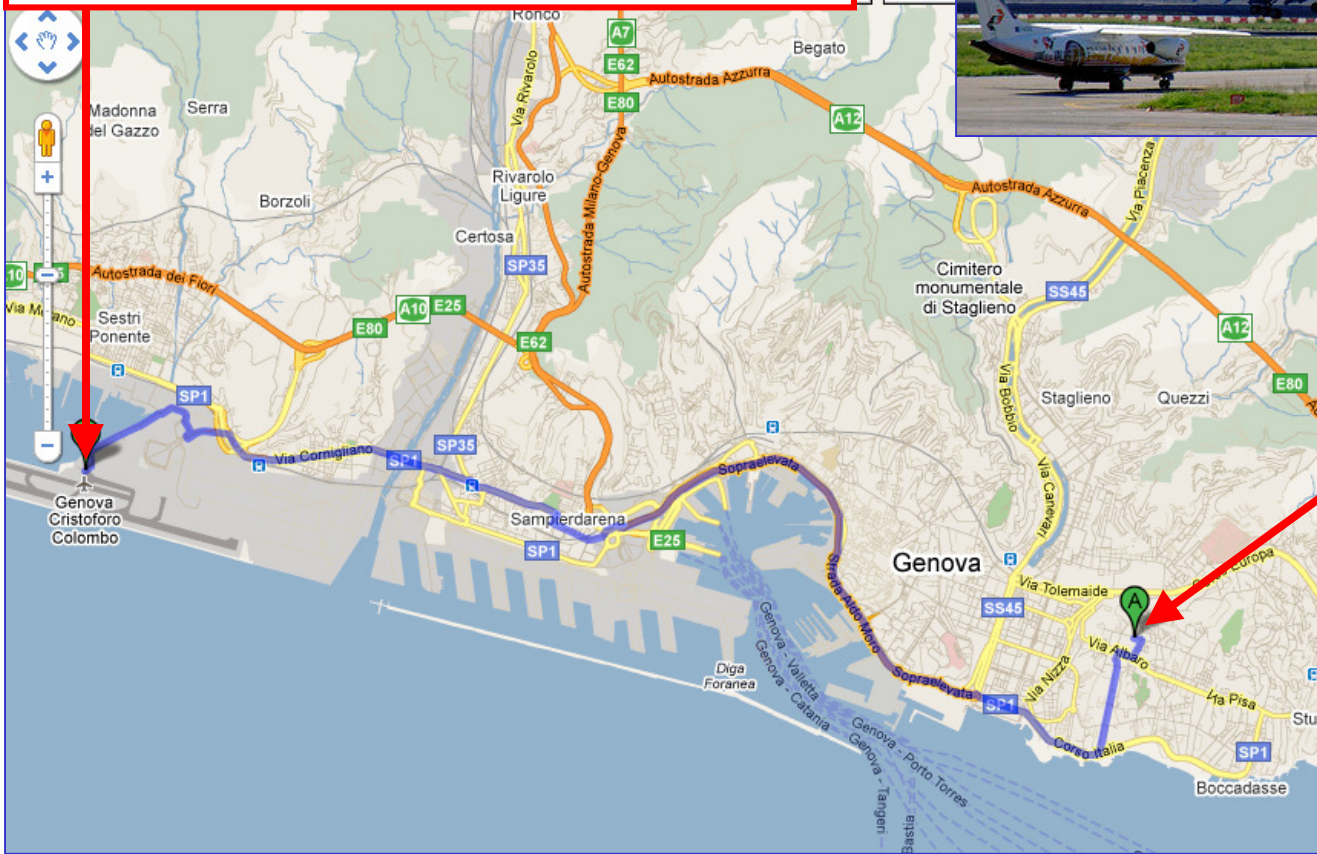 Ronco
A7
E62
E80
Begato
Autostrada Azzurra
A12
Madonna
del Gazzo
Serra
Via Rivarolo
Rivarolo
Ligure
Borzoli
Certosa
SP35
Autostrada Milano-Genova
Autostrada Azzurra
Via Piacenza
Cimitero
monumentale
di Staglieno
SS45
A12
E80
10
Autostrada dei Fiori
Sestri
Ponente
E80
A10
E25
E62
Via Bobbio
Staglieno
Quezzi
SP1
Via Cornigliano
SP1
SP35
Sopraelevata
Via Canevari
Genova
Cristoforo
Colombo
Sampierdarena
SP1
E25
Strada Aldo Moro
Genova
Via Tolemaide
Europa
A
SS45
Via Albaro
Via Nizza
Via Pisa
Stu
Diga
Foranea
Genova - Valletta
Genova - Catania
Genova - Porto Torres
Genova - Tangeri
Bastia
Sopraelevata
SP1
Corso Italia
SP1
Boccadasse